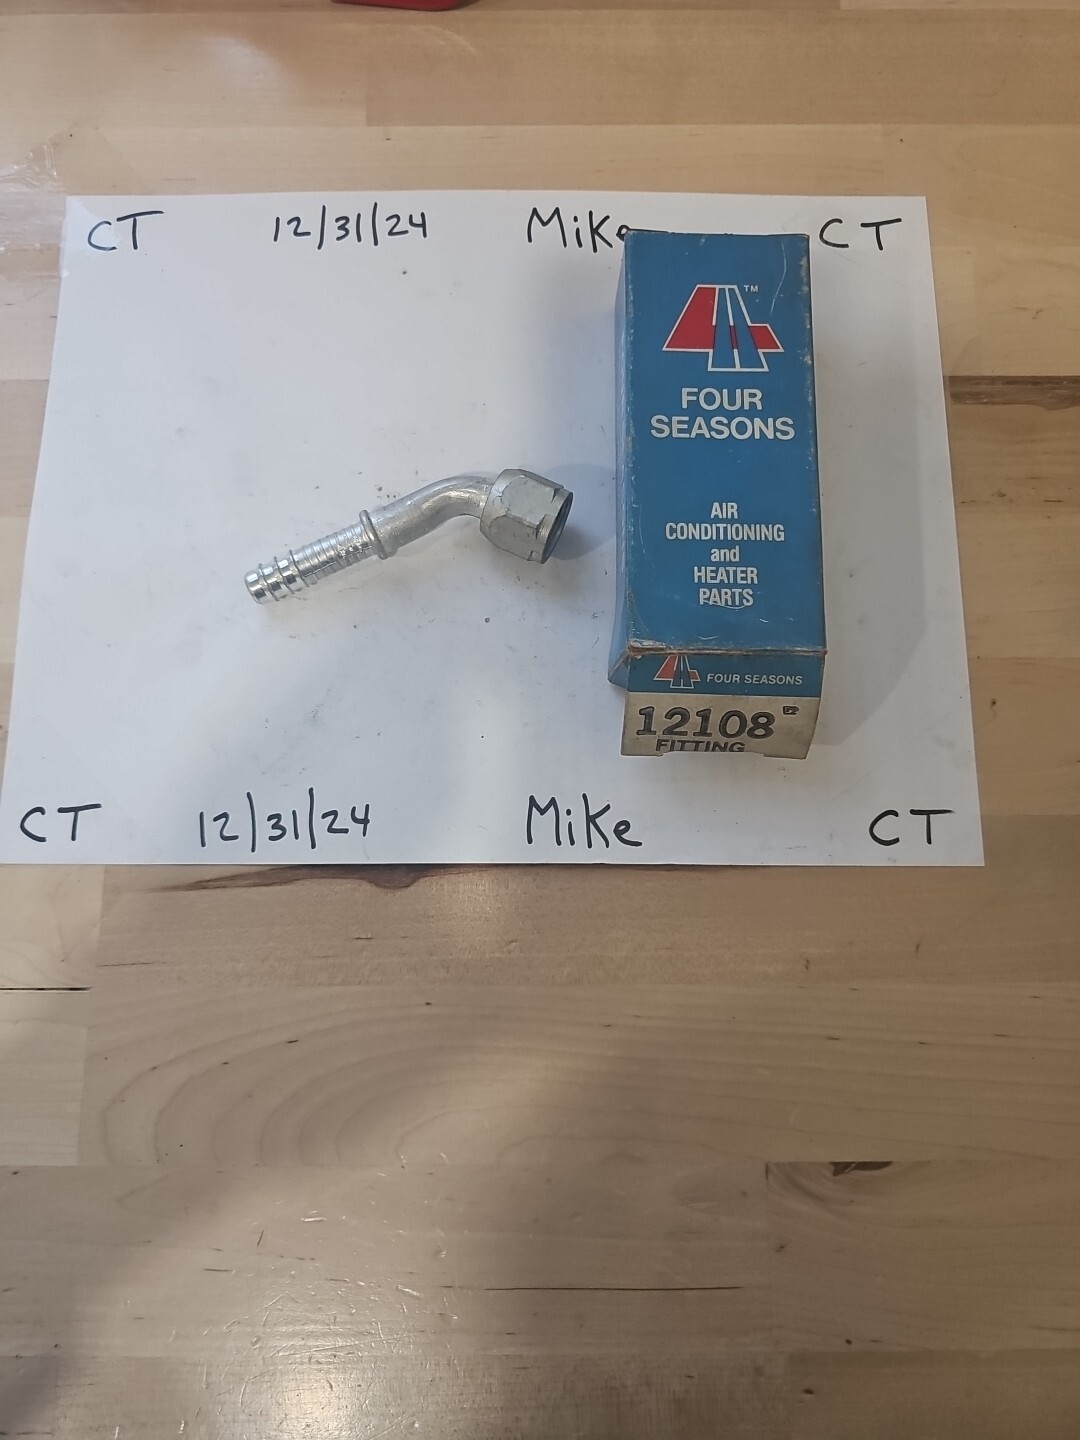 CT 12/31/24 Mike CT
TM
FOUR
SEASONS
AIR
CONDITIONING
and
HEATER
PARTS
FOUR SEASONS
12108
FITTING
CT 12/31/24 Mike CT